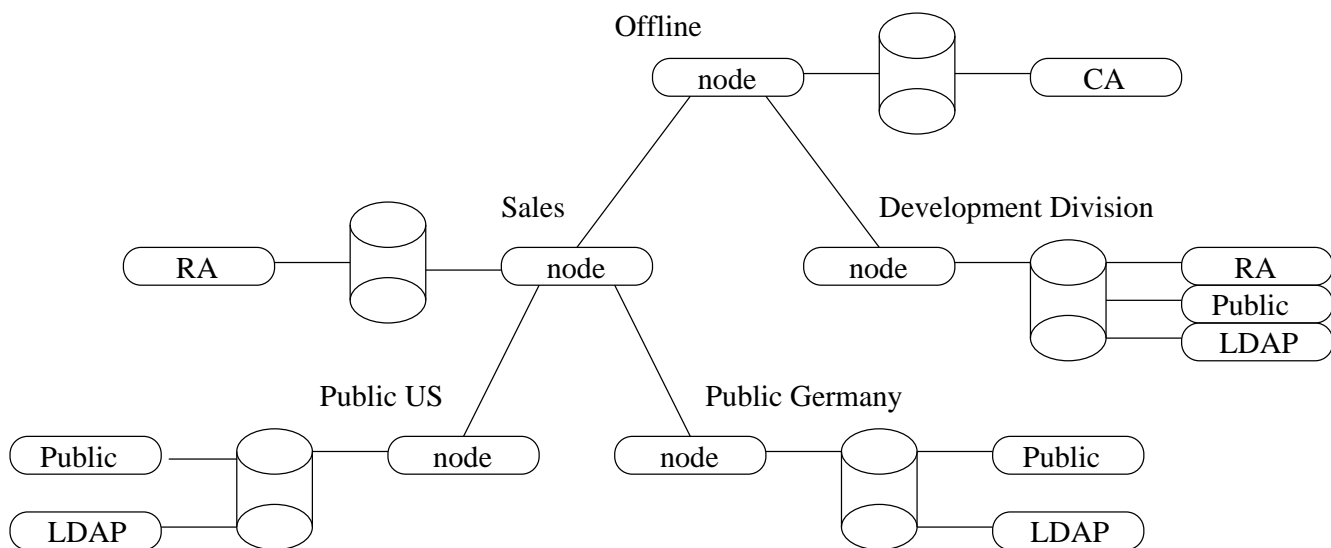 Offline
node
CA
Sales
Development Division
RA
node
node
RA
Public
LDAP
Public US
Public Germany
Public
node
node
Public
LDAP
LDAP